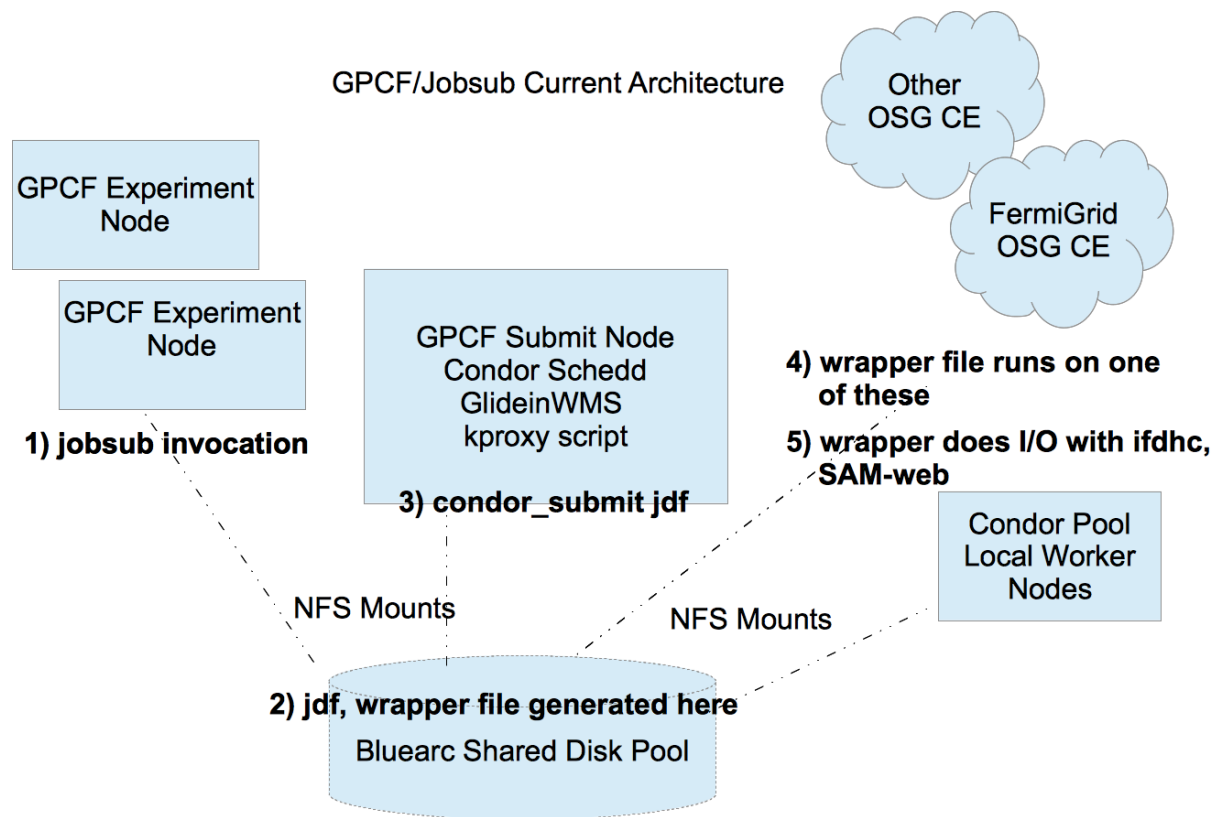 GPCF/Jobsub Current Architecture
Other
OSG CE
FermiGrid
OSG CE
GPCF Experiment
Node
GPCF Experiment
Node
1) jobsub invocation
GPCF Submit Node
Condor Schedd
GlideinWMS
kproxy script
3) condor_submit jdf
4) wrapper file runs on one
of these
5) wrapper does I/O with ifdhc,
SAM-web
Condor Pool
Local Worker
Nodes
NFS Mounts
NFS Mounts
2) jdf, wrapper file generated here
Bluearc Shared Disk Pool